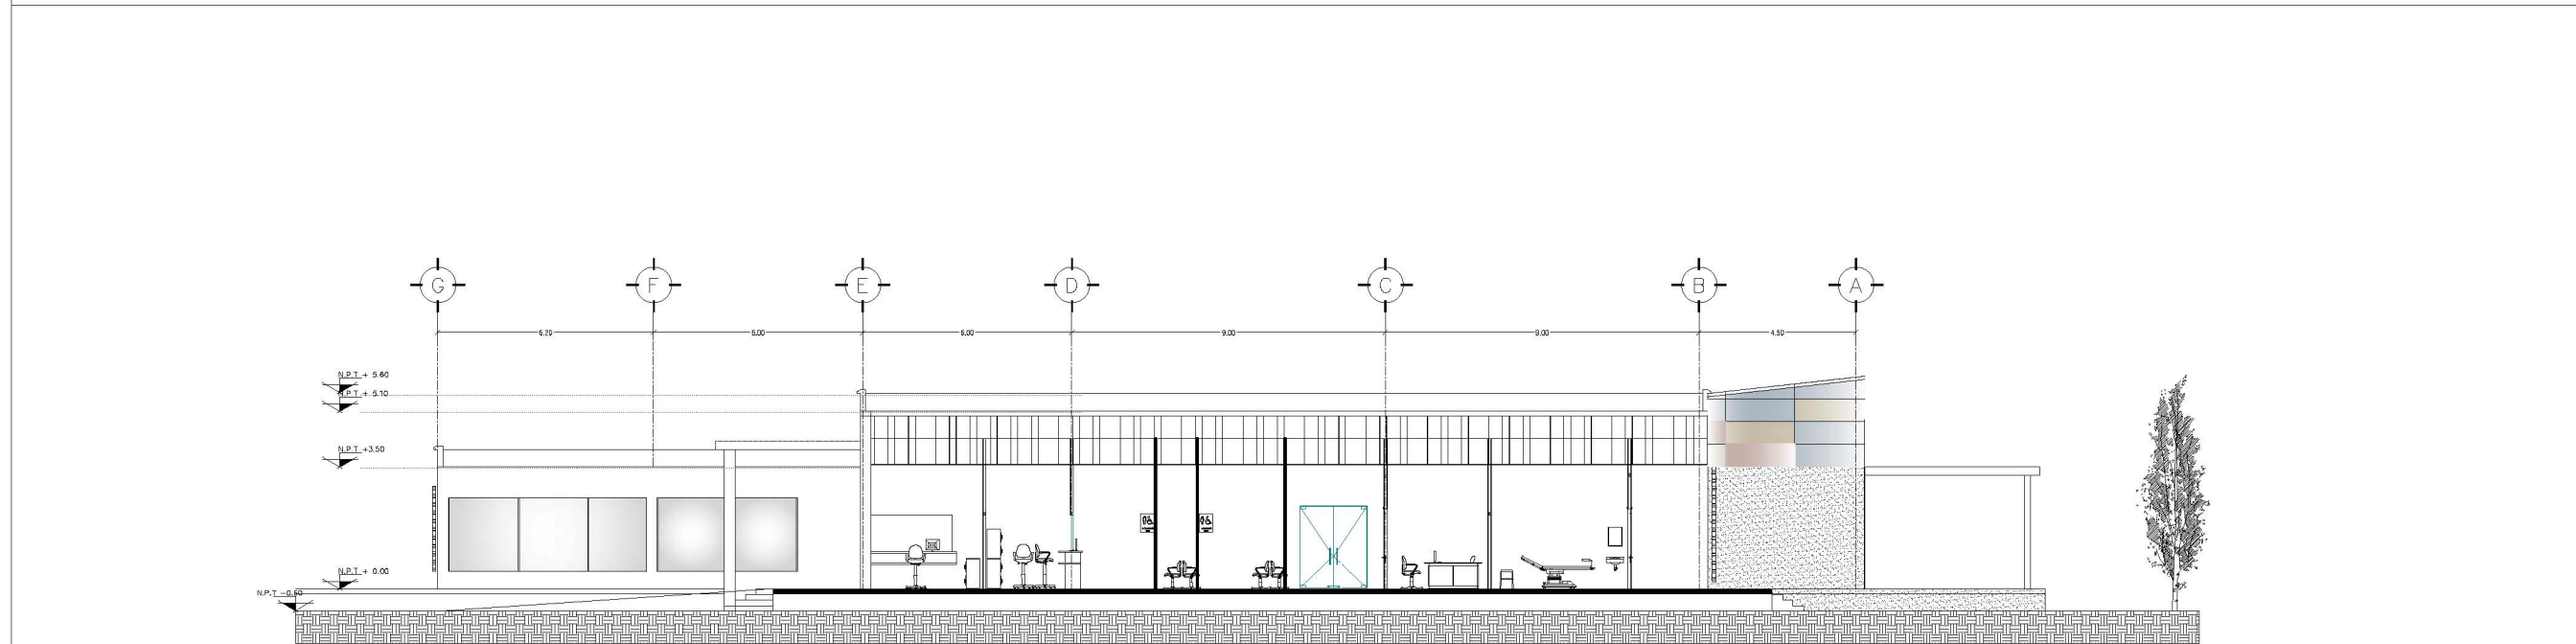 G F E D C B A
6.20 6.00 6.00 9.00 9.00 4.50
N.P.T + 5.60
N.P.T + 5.10
N.P.T +3.50
N.P.T + 0.00
N.P.T -0.60